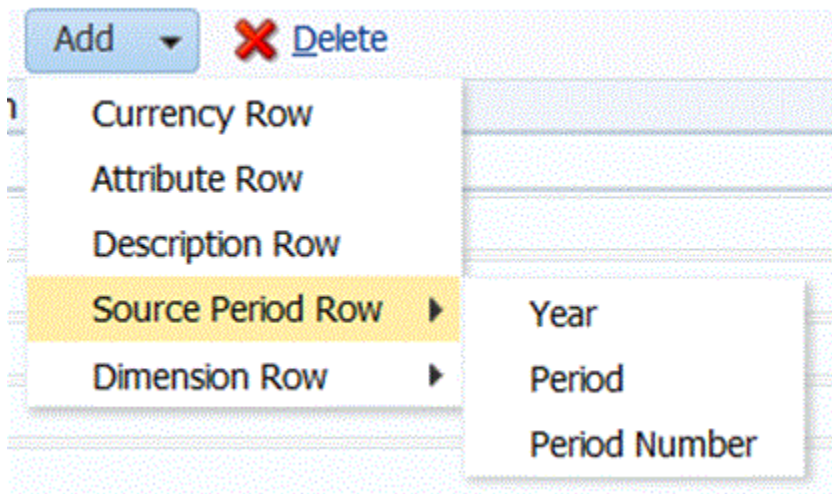 Add Delete
Currency Row
Attribute Row
Description Row
Source Period Row
Dimension Row
Year
Period
Period Number